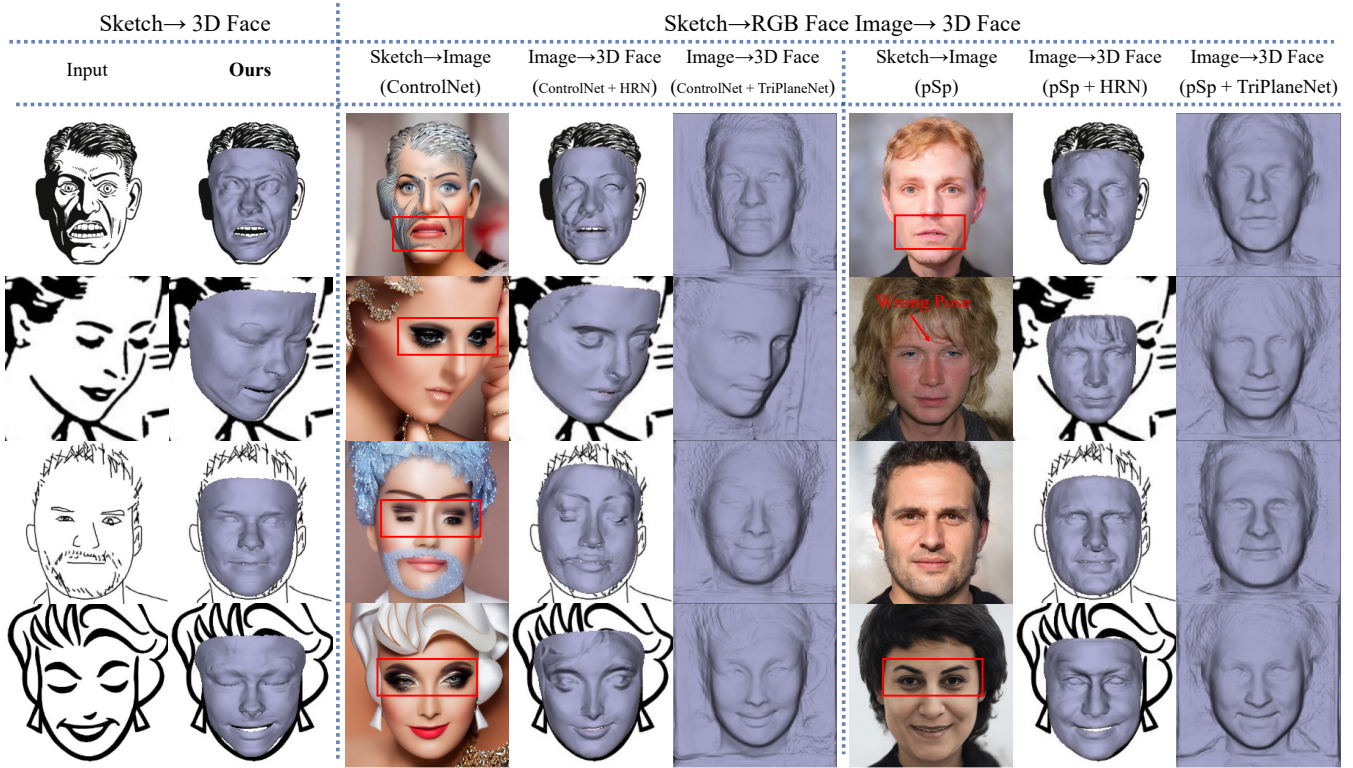 Sketch→ 3D Face
Sketch→RGB Face Image→ 3D Face
Input
Ours
Sketch→Image
(ControlNet)
Image→3D Face
(ControlNet + HRN)
Image→3D Face
(ControlNet + TriPlaneNet)
Sketch→Image
(pSp)
Image→3D Face
(pSp + HRN)
Image→3D Face
(pSp + TriPlaneNet)
Wrong Pose